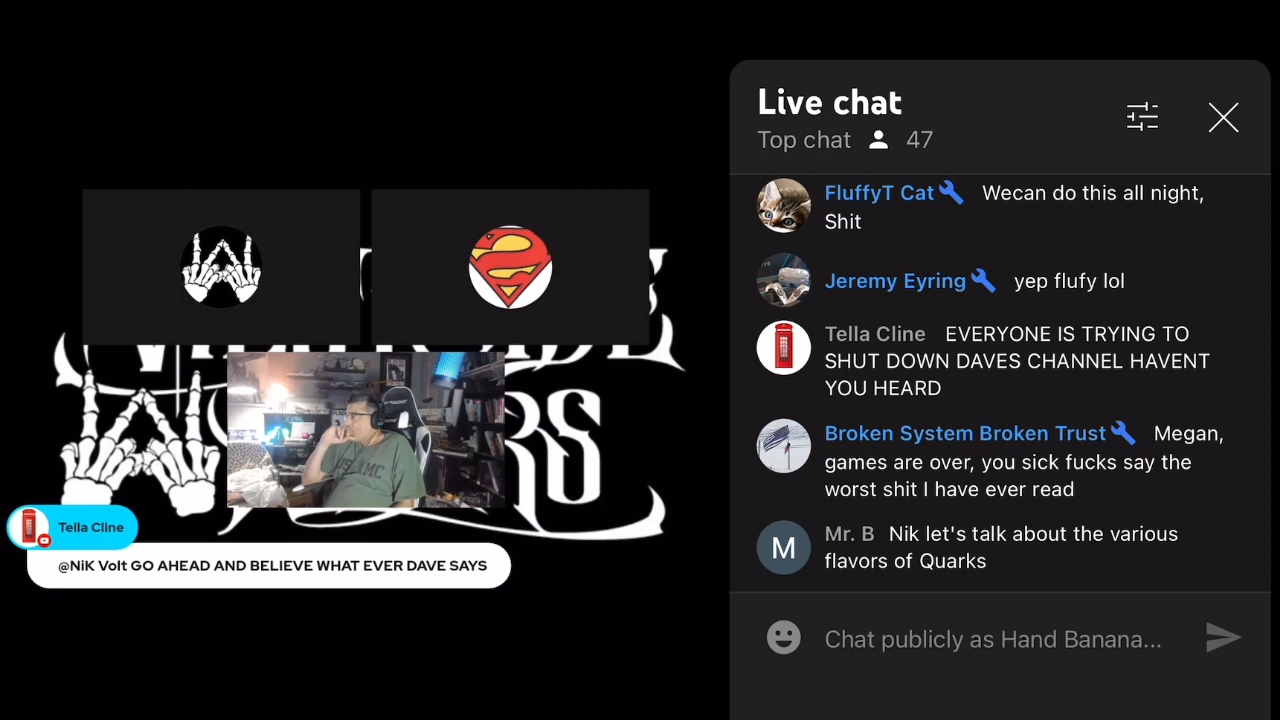 Live chat
Top chat 47
FluffyT Cat Wecan do this all night,
Shit
Jeremy Eyring yep flufy lol
Tella Cline EVERYONE IS TRYING TO
SHUT DOWN DAVES CHANNEL HAVENT
YOU HEARD
Broken System Broken Trust Megan,
games are over, you sick fucks say the
worst shit I have ever read
M Mr. B Nik let's talk about the various
flavors of Quarks
Chat publicly as Hand Banana...
Tella Cline
@NiK Volt GO AHEAD AND BELIEVE WHAT EVER DAVE SAYS